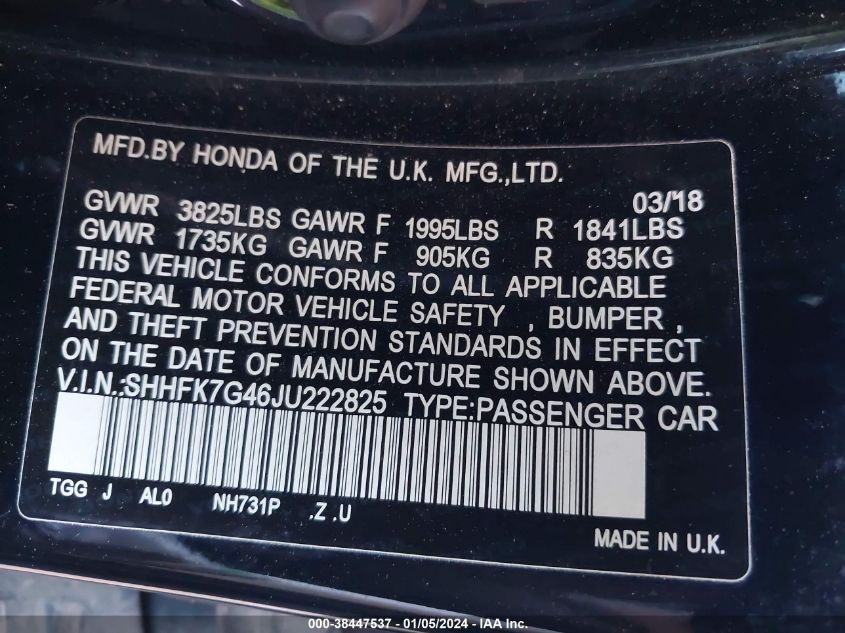 MFD.BY HONDA OF THE U.K. MFG.,LTD.
03/'18
GVWR 3825LBS GAWR F 1995LBS R 1841LBS
GVWR 1735KG GAWR F 905KG R 835KG
THIS VEHICLE CONFORMS TO ALL APPLICABLE
FEDERAL MOTOR VEHICLE SAFETY , BUMPER ,
AND THEFT PREVENTION STANDARDS IN EFFECT
ON THE DATE OF MANUFACTURE SHOWN ABOVE.
V.I.N.:SHHFK7G46JU222825 TYPE:PASSENGER CAR
TGG J AL0 NH731P .Z .U
MADE IN U.K.
000-38447537 - 01/05/2024 - IAA Inc.